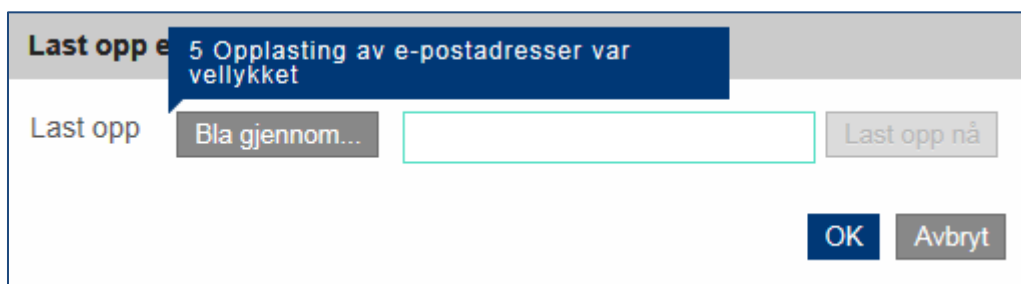 Last opp e
5 Opplasting av e-postadresser var
vellykket
Last opp
Bla gjennom...
Last opp nå
OK
Avbryt